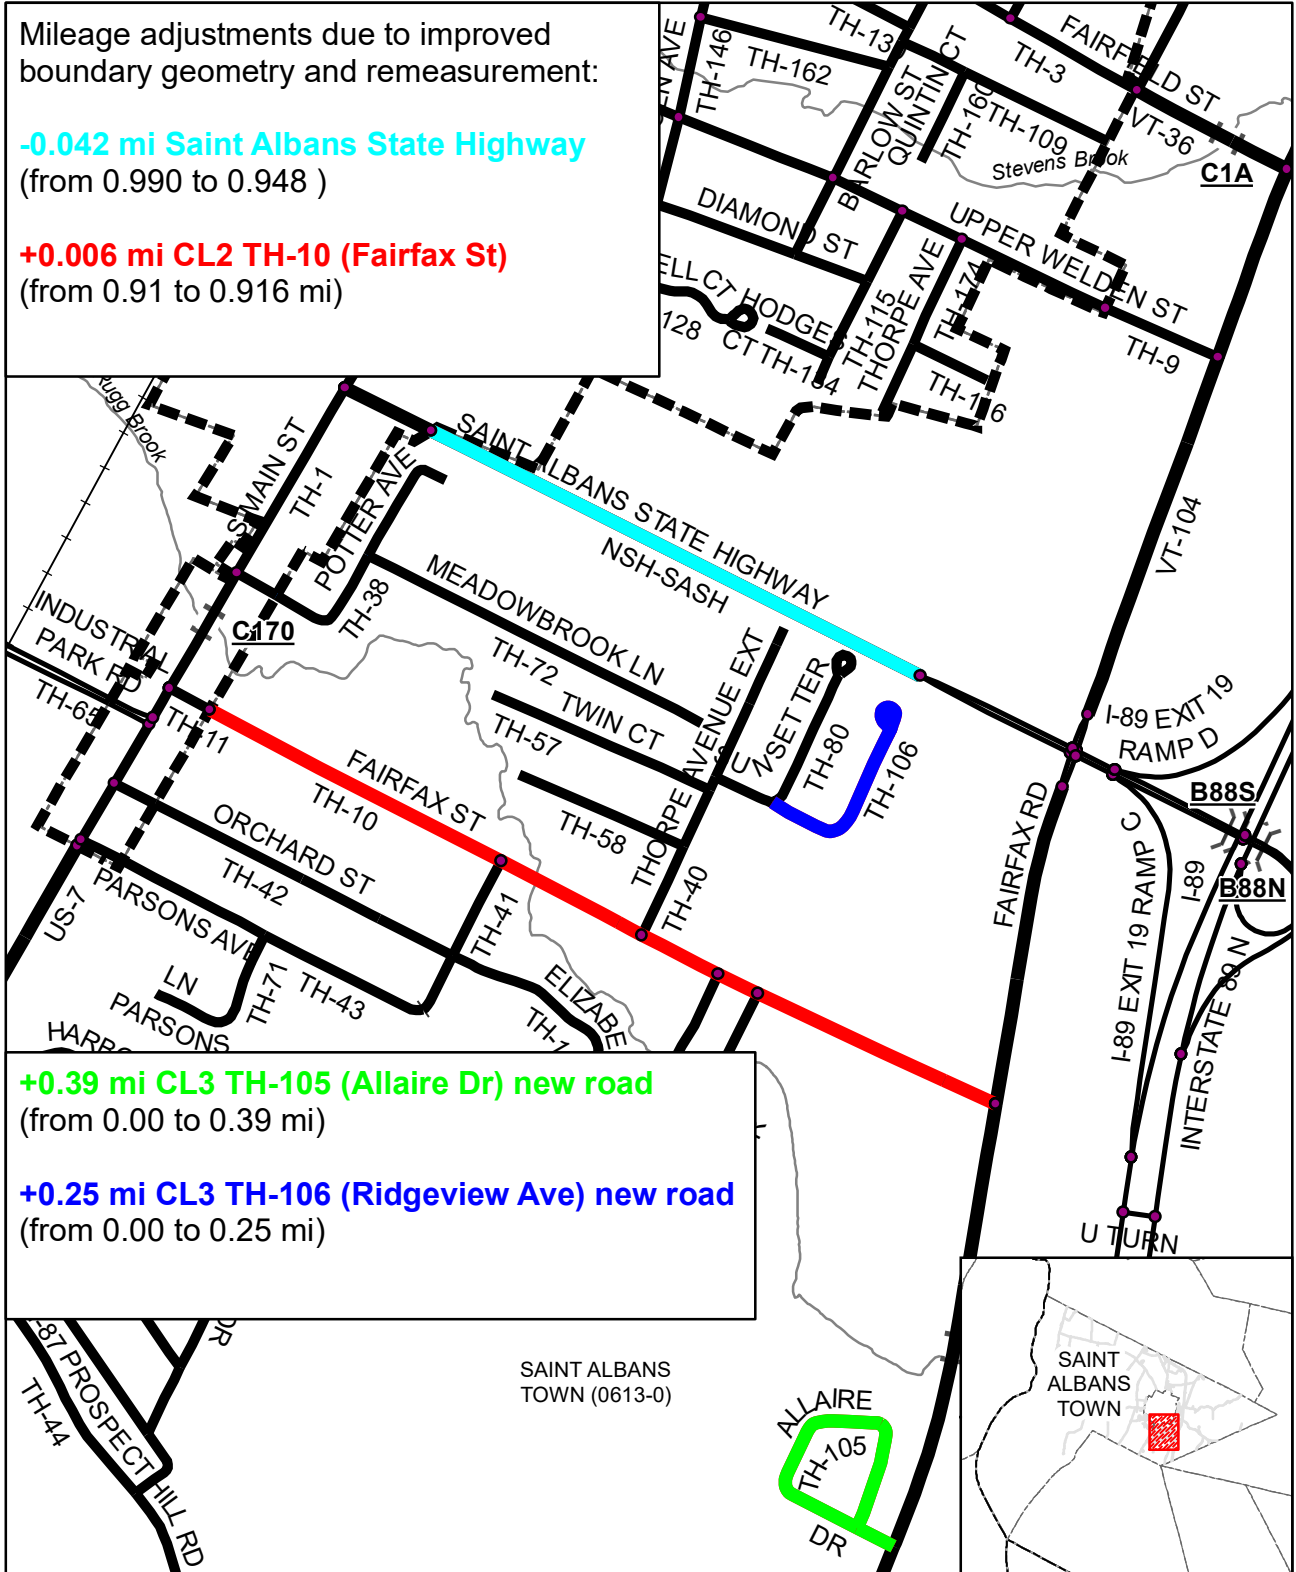 Mileage adjustments due to improved
boundary geometry and remeasurement:
-0.042 mi Saint Albans State Highway
(from 0.990 to 0.948 )
+0.006 mi CL2 TH-10 (Fairfax St)
(from 0.91 to 0.916 mi)
TH-146
TH-162
TH-13
BARLOW ST
QUINTIN CT
TH-160
TH-3
FAIRFIELD ST
VT-36
TH-109
Stevens Brook
C1A
DIAMOND ST
UPPER WELDEN ST
TH-9
128
HODGES
CT
TH-115
THORPE AVE
TH-174
Rugg Brook
S MAIN ST
TH-1
POTTER AVE
TH-38
SAINT ALBANS STATE HIGHWAY
NSH-SASH
VT-104
MEADOWBROOK LN
TH-72
INDUSTRIAL
PARK RD
TH-65
C170
TH-11
TWIN CT
TH-57
TH-58
THORPE AVENUE EXT
TH-40
SUNSET TER
TH-80
TH-106
I-89 EXIT 19
RAMP D
B88S
B88N
FAIRFAX RD
I-89 EXIT 19 RAMP C
I-89
INTERSTATE 89 N
U TURN
FAIRFAX ST
TH-10
ORCHARD ST
TH-42
TH-41
US-7
PARSONS AVE
TH-43
TH-71
PARSONS
LN
+0.39 mi CL3 TH-105 (Allaire Dr) new road
(from 0.00 to 0.39 mi)
+0.25 mi CL3 TH-106 (Ridgeview Ave) new road
(from 0.00 to 0.25 mi)
PROSPECT HILL RD
TH-44
SAINT ALBANS
TOWN (0613-0)
ALLAIRE
TH-105
DR
SAINT
ALBANS
TOWN